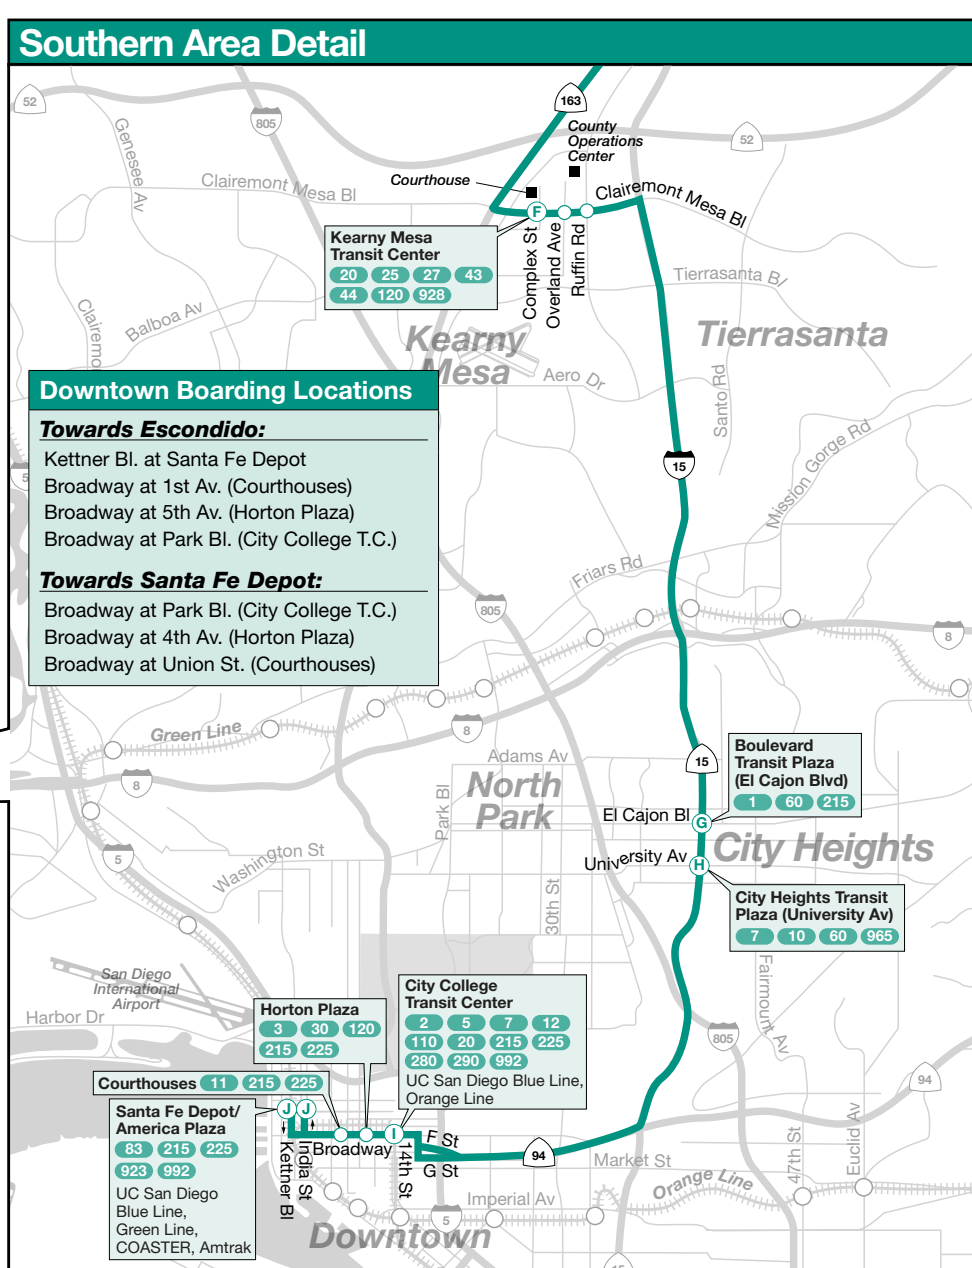 Southern Area Detail
52
805
163
County
Operations
Center
52
Genesee Av
Clairemont Mesa Bl
Courthouse
Clairemont Mesa Bl
F
Kearny Mesa
Transit Center
20 25 27 43
44 120 928
Complex St
Overland Ave
Ruffin Rd
Tierrasanta Bl
Clairemo
Balboa Av
Kearny
Mesa
Tierrasanta
Aero Dr
Santo Rd
Downtown Boarding Locations
Towards Escondido:
Kettner Bl. at Santa Fe Depot
Broadway at 1st Av. (Courthouses)
Broadway at 5th Av. (Horton Plaza)
Broadway at Park Bl. (City College T.C.)
Towards Santa Fe Depot:
Broadway at Park Bl. (City College T.C.)
Broadway at 4th Av. (Horton Plaza)
Broadway at Union St. (Courthouses)
5
15
Mission Gorge Rd
Friars Rd
805
8
Green Line
8
8
Adams Av
15
Boulevard
Transit Plaza
(El Cajon Blvd)
1 60 215
North
Park
Park Bl
El Cajon Bl
G
City Heights
University Av
H
5
Washington St
30th St
City Heights Transit
Plaza (University Av)
7 10 60 965
San Diego
International
Airport
Harbor Dr
Fairmount Av
805
94
Horton Plaza
3 30 120
215 225
City College
Transit Center
2 5 7 12
110 20 215 225
280 290 992
UC San Diego Blue Line,
Orange Line
Courthouses 11 215 225
J J
Santa Fe Depot/
America Plaza
83 215 225
923 992
UC San Diego
Blue Line,
Green Line,
COASTER, Amtrak
Kettner Bl
India St
Broadway
I
14th St
F St
G St
94
Market St
47th St
Euclid Av
Orange Line
Imperial Av
5
Downtown
15